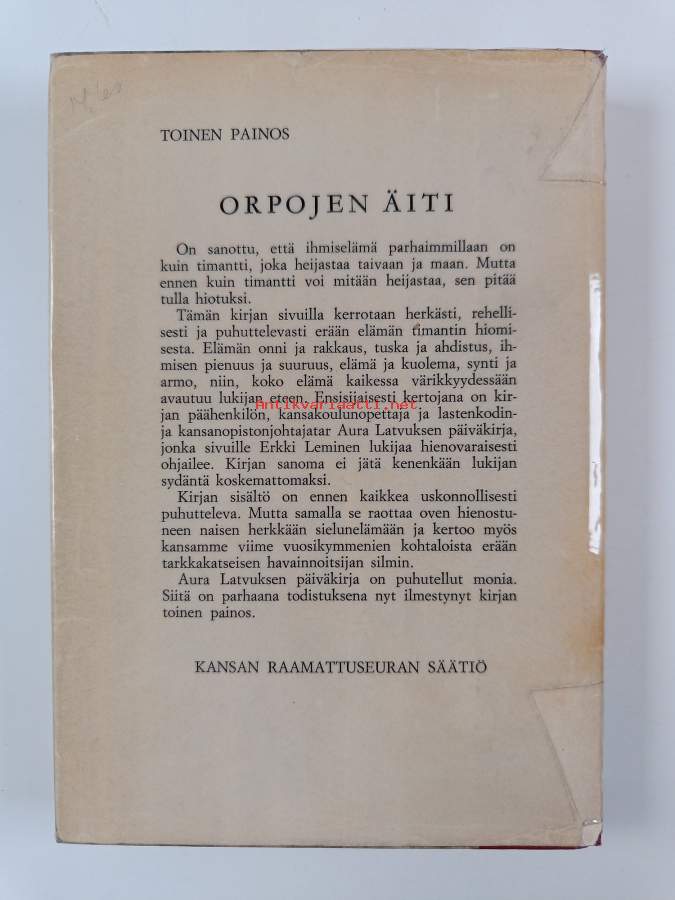 TOINEN PAINOS
ORPOJEN ÄITI
On sanottu, että ihmiselämä parhaimmillaan on
kuin timantti, joka heijastaa taivaan ja maan. Mutta
ennen kuin timantti voi mitään heijastaa, sen pitää
tulla hiotuksi.
Tämän kirjan sivuilla kerrotaan herkästi, rehelli-
sesti ja puhuttelevasti erään elämän timantin hiomi-
sesta. Elämän onni ja rakkaus, tuska ja ahdistus, ih-
misen pienuus ja suuruus, elämä ja kuolema, synti ja
armo, niin, koko elämä kaikessa värikkyydessään
avautuu lukijan eteen. Ensisijaisesti kertojana on kir-
Antikvariaatti.net
jan päähenkilön, kansakoulunopettaja ja lastenkodin-
ja kansanopistonjohtajatar Aura Latvuksen päiväkirja,
jonka sivuille Erkki Leminen lukijaa hienovaraisesti
ohjailee. Kirjan sanoma ei jätä kenenkään lukijan
sydäntä koskemattomaksi.
Kirjan sisältö on ennen kaikkea uskonnollisesti
puhutteleva. Mutta samalla se raottaa oven hienostu-
neen naisen herkkään sielunelämään ja kertoo myös
kansamme viime vuosikymmenien kohtaloista erään
tarkkakatseisen havainnoitsijan silmin.
Aura Latvuksen päiväkirja on puhutellut monia.
Siitä on parhaana todistuksena nyt ilmestynyt kirjan
toinen painos.
KANSAN RAAMATTUSEURAN SÄÄTIÖ